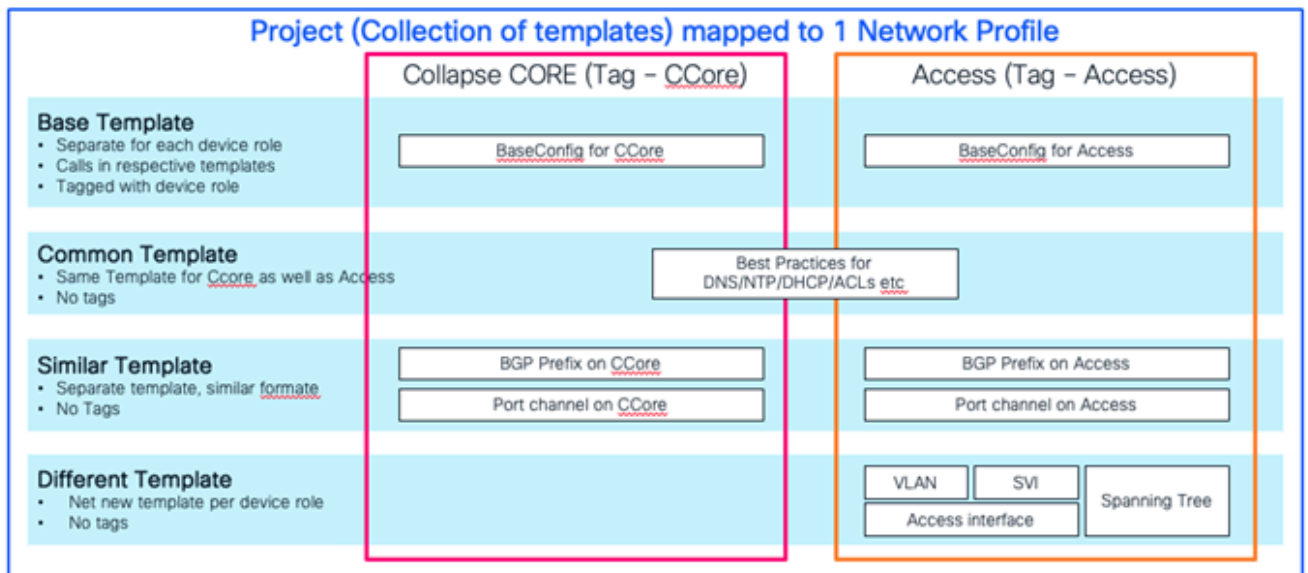 Project (Collection of templates) mapped to 1 Network Profile
Collapse CORE (Tag – CCore)
Access (Tag – Access)
Base Template
• Separate for each device role
• Calls in respective templates
• Tagged with device role
BaseConfig for CCore
BaseConfig for Access
Common Template
• Same Template for Ccore as well as Access
• No tags
Best Practices for
DNS/NTP/DHCP/ACLs etc
Similar Template
• Separate template, similar formate
• No Tags
BGP Prefix on CCore
Port channel on CCore
BGP Prefix on Access
Port channel on Access
Different Template
• Net new template per device role
• No tags
VLAN
SVI
Access interface
Spanning Tree